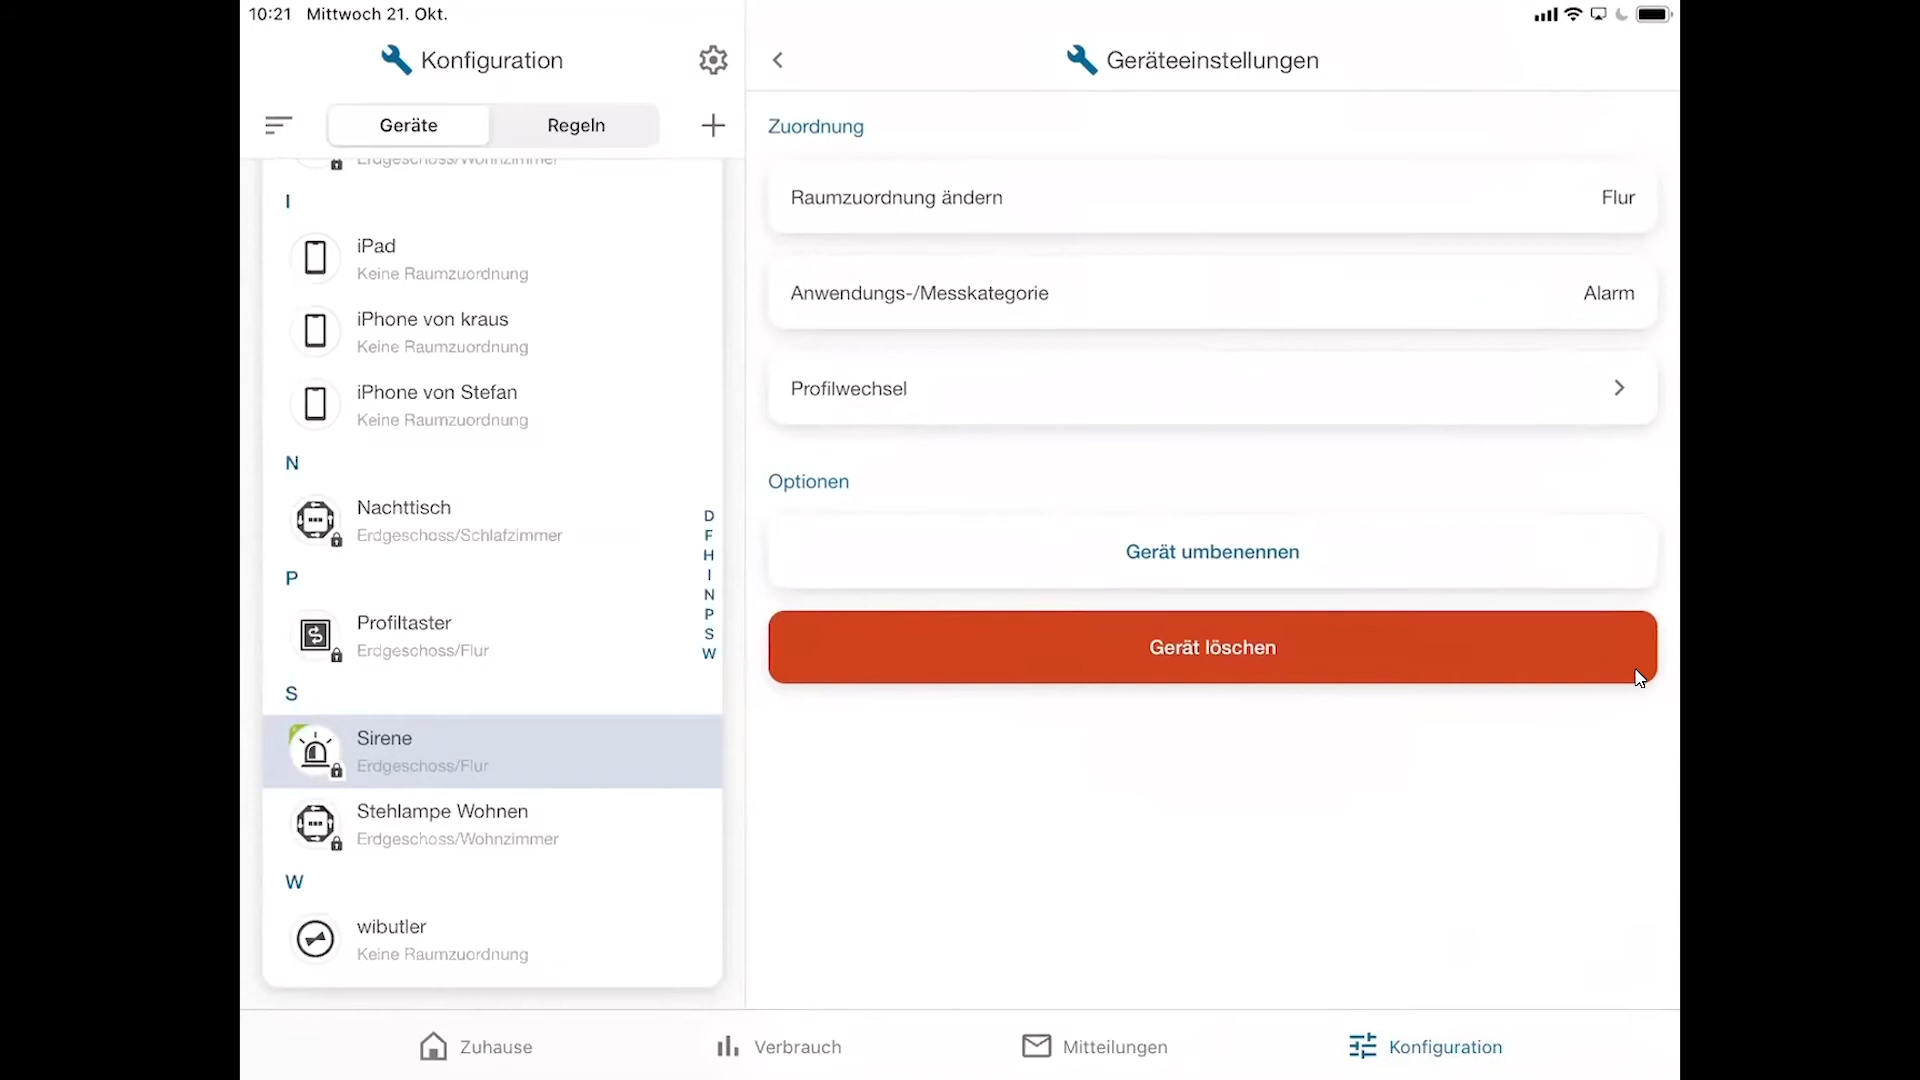 10:21 Mittwoch 21. Okt.
Konfiguration
Geräte
Regeln
Erdgeschoss/Wohnzimmer
I
iPad
Keine Raumzuordnung
iPhone von kraus
Keine Raumzuordnung
iPhone von Stefan
Keine Raumzuordnung
N
Nachttisch
Erdgeschoss/Schlafzimmer
P
Profiltaster
Erdgeschoss/Flur
S
Sirene
Erdgeschoss/Flur
Stehlampe Wohnen
Erdgeschoss/Wohnzimmer
W
wibutler
Keine Raumzuordnung
D
F
H
I
N
P
S
W
Geräteeinstellungen
Zuordnung
Raumzuordnung ändern Flur
Anwendungs-/Messkategorie Alarm
Profilwechsel
Optionen
Gerät umbenennen
Gerät löschen
Zuhause
Verbrauch
Mitteilungen
Konfiguration